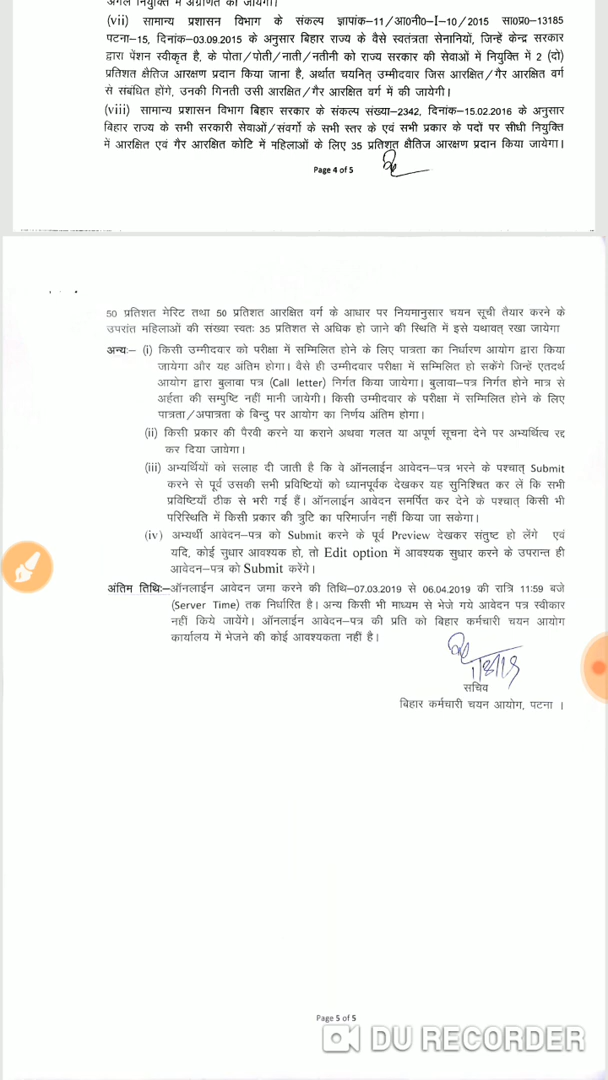 अगले नियुक्ति में अग्रणित की जायेगी।
(vii) सामान्य प्रशासन विभाग के संकल्प ज्ञापांक–11/आ0नी0–I–10/2015 सा0प्र0–13185
पटना–15, दिनांक–03.09.2015 के अनुसार बिहार राज्य के वैसे स्वतंत्रता सेनानियों, जिन्हें केन्द्र सरकार
द्वारा पेंशन स्वीकृत है, के पोता/पोती/नाती/नतीनी को राज्य सरकार की सेवाओं में नियुक्ति में 2 (दो)
प्रतिशत क्षैतिज आरक्षण प्रदान किया जाना है, अर्थात चयनित् उम्मीदवार जिस आरक्षित/गैर आरक्षित वर्ग
से संबंधित होंगे, उनकी गिनती उसी आरक्षित/गैर आरक्षित वर्ग में की जायेगी।
(viii) सामान्य प्रशासन विभाग बिहार सरकार के संकल्प संख्या–2342, दिनांक–15.02.2016 के अनुसार
बिहार राज्य के सभी सरकारी सेवाओं/संवर्गो के सभी स्तर के एवं सभी प्रकार के पदों पर सीधी नियुक्ति
में आरक्षित एवं गैर आरक्षित कोटि में महिलाओं के लिए 35 प्रतिशत क्षैतिज आरक्षण प्रदान किया जायेगा।
Page 4 of 5
50 प्रतिशत मेरिट तथा 50 प्रतिशत आरक्षित वर्ग के आधार पर नियमानुसार चयन सूची तैयार करने के
उपरांत महिलाओं की संख्या स्वतः 35 प्रतिशत से अधिक हो जाने की स्थिति में इसे यथावत् रखा जायेगा
अन्यः– (i) किसी उम्मीदवार को परीक्षा में सम्मिलित होने के लिए पात्रता का निर्धारण आयोग द्वारा किया
जायेगा और यह अंतिम होगा। वैसे ही उम्मीदवार परीक्षा में सम्मिलित हो सकेंगे जिन्हें एतदर्थ
आयोग द्वारा बुलावा पत्र (Call letter) निर्गत किया जायेगा। बुलावा–पत्र निर्गत होने मात्र से
अर्हता की सम्पुष्टि नहीं मानी जायेगी। किसी उम्मीदवार के परीक्षा में सम्मिलित होने के लिए
पात्रता/अपात्रता के बिन्दु पर आयोग का निर्णय अंतिम होगा।
(ii) किसी प्रकार की पैरवी करने या कराने अथवा गलत या अपूर्ण सूचना देने पर अभ्यर्थित्व रद्द
कर दिया जायेगा।
(iii) अभ्यर्थियों को सलाह दी जाती है कि वे ऑनलाईन आवेदन–पत्र भरने के पश्चात् Submit
करने से पूर्व उसकी सभी प्रविष्टियों को ध्यानपूर्वक देखकर यह सुनिश्चित कर लें कि सभी
प्रविष्टियाँ ठीक से भरी गई हैं। ऑनलाईन आवेदन समर्पित कर देने के पश्चात् किसी भी
परिस्थिति में किसी प्रकार की त्रुटि का परिमार्जन नहीं किया जा सकेगा।
(iv) अभ्यर्थी आवेदन–पत्र को Submit करने के पूर्व Preview देखकर संतुष्ट हो लेंगे एवं
यदि, कोई सुधार आवश्यक हो, तो Edit option में आवश्यक सुधार करने के उपरान्त ही
आवेदन–पत्र को Submit करेंगे।
अंतिम तिथिः–ऑनलाईन आवेदन जमा करने की तिथि–07.03.2019 से 06.04.2019 की रात्रि 11:59 बजे
(Server Time) तक निर्धारित है। अन्य किसी भी माध्यम से भेजे गये आवेदन पत्र स्वीकार
नहीं किये जायेंगे। ऑनलाईन आवेदन–पत्र की प्रति को बिहार कर्मचारी चयन आयोग
कार्यालय में भेजने की कोई आवश्यकता नहीं है।
सचिव
बिहार कर्मचारी चयन आयोग, पटना ।
Page 5 of 5
DU RECORDER